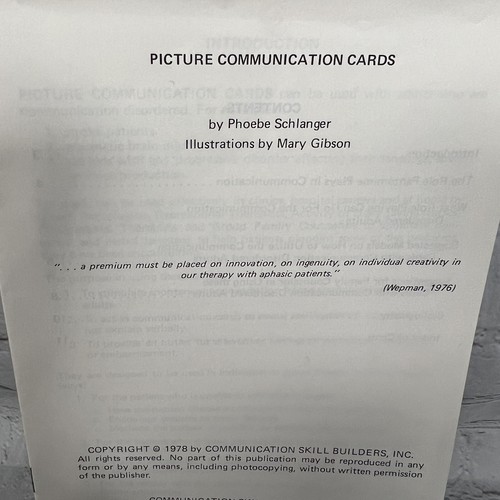 PICTURE COMMUNICATION CARDS
by Phoebe Schlanger
Illustrations by Mary Gibson
". . . a premium must be placed on innovation, on ingenuity, on individual creativity in
our therapy with aphasic patients."
(Wepman, 1976)
COPYRIGHT © 1978 by COMMUNICATION SKILL BUILDERS, INC.
All rights reserved. No part of this publication may be reproduced in any
form or by any means, including photocopying, without written permission
of the publisher.